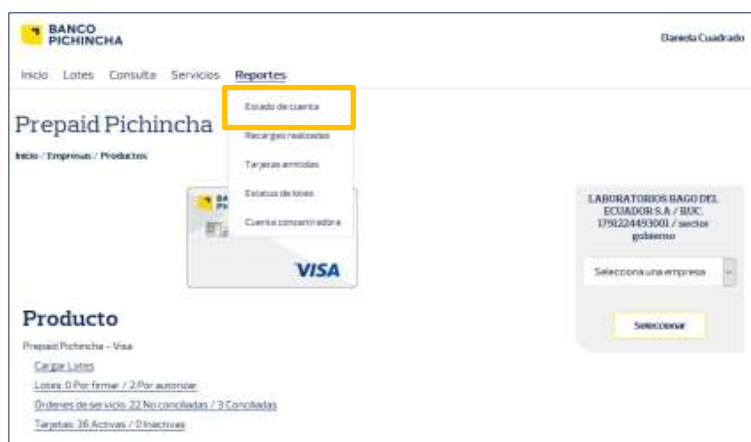 BANCO
PICHINCHA
Daniela Cuadrado
Inicio Lotes Consulta Servicios Reportes
Estado de cuenta
Recargas realizadas
Tarjetas emitidas
Estatus de lotes
Cuenta concentradora
Prepaid Pichincha
Inicio / Empresas / Productos
VISA
LABORATORIOS BAGO DEL
ECUADOR S.A / RUC.
1791224493001 / sector
gobierno
Selecciona una empresa
Seleccionar
Producto
Prepaid Pichincha – Visa
Cargar Lotes
Lotes: 0 Por firmar / 2 Por autorizar
Órdenes de servicio: 22 No conciliadas / 3 Conciliadas
Tarjetas: 36 Activas / 0 Inactivas